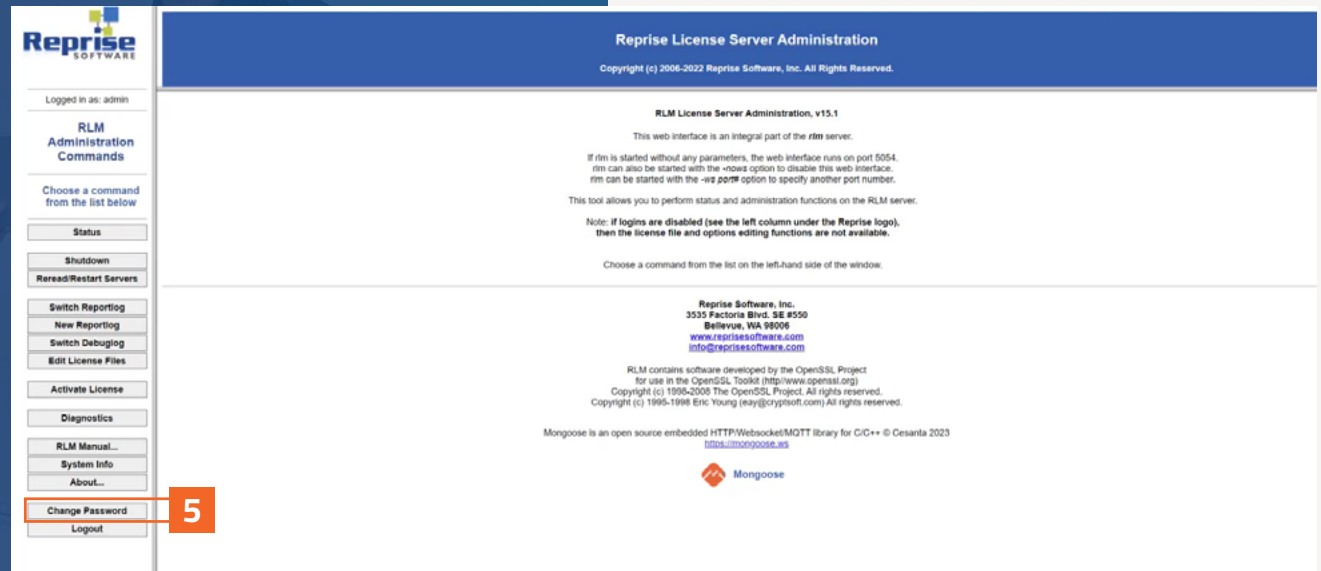 Reprise
SOFTWARE
Logged in as: admin
RLM
Administration
Commands
Choose a command
from the list below
Status
Shutdown
Reread/Restart Servers
Switch Reportlog
New Reportlog
Switch Debuglog
Edit License Files
Activate License
Diagnostics
RLM Manual...
System Info
About...
Change Password
5
Logout
Reprise License Server Administration
Copyright (c) 2006-2022 Reprise Software, Inc. All Rights Reserved.
RLM License Server Administration, v15.1
This web interface is an integral part of the rlm server.
If rlm is started without any parameters, the web interface runs on port 5054.
rlm can also be started with the -nows option to disable this web interface.
rlm can be started with the -ws port# option to specify another port number.
This tool allows you to perform status and administration functions on the RLM server.
Note: if logins are disabled (see the left column under the Reprise logo),
then the license file and options editing functions are not available.
Choose a command from the list on the left-hand side of the window.
Reprise Software, Inc.
3535 Factoria Blvd. SE #550
Bellevue, WA 98006
www.reprisesoftware.com
info@reprisesoftware.com
RLM contains software developed by the OpenSSL Project
for use in the OpenSSL Toolkit (http//www.openssl.org)
Copyright (c) 1998-2008 The OpenSSL Project. All rights reserved.
Copyright (c) 1995-1998 Eric Young (eay@cryptsoft.com) All rights reserved.
Mongoose is an open source embedded HTTP/Websocket/MQTT library for C/C++ © Cesanta 2023
https://mongoose.ws
Mongoose